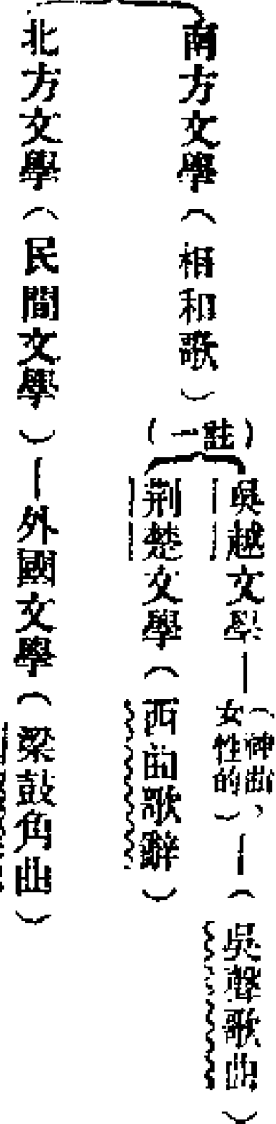 南方文學（相和歌）（註一）
吳越文學—（神曲，女性的）—（吳聲歌曲）
荆楚文學（西曲歌辭）
北方文學（民間文學）—外國文學（梁鼓角曲）